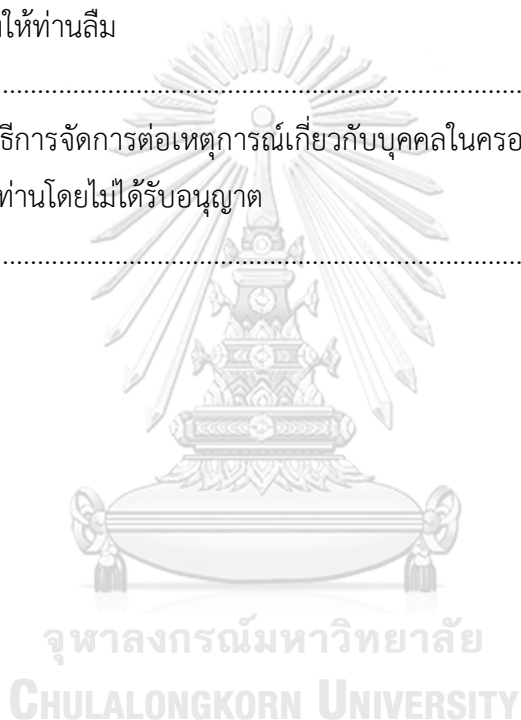 ให้ท่านลืม
................................................................................
ธีการจัดการต่อเหตุการณ์เกี่ยวกับบุคคลในครอ
ท่านโดยไม่ได้รับอนุญาต
................................................................................
จุฬาลงกรณ์มหาวิทยาลัย
CHULALONGKORN UNIVERSITY